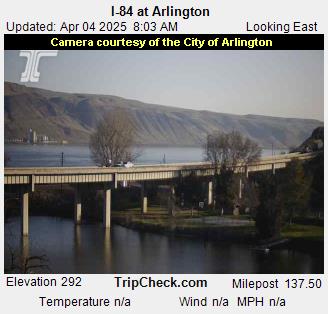 I-84 at Arlington
Updated: Apr 04 2025 8:03 AM Looking East
Camera courtesy of the City of Arlington
Elevation 292 TripCheck.com Milepost 137.50
Temperature n/a Wind n/a MPH n/a